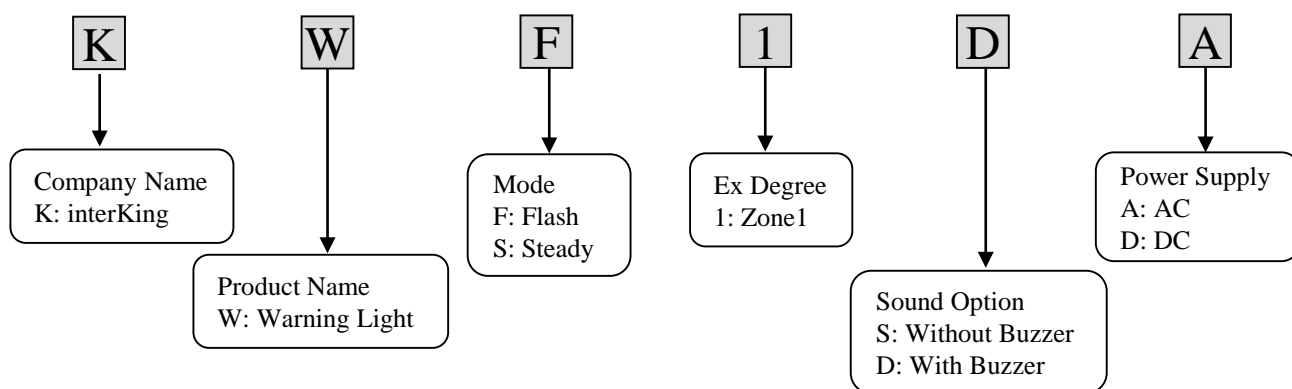 K W F 1 D A
Company Name
K: interKing
Product Name
W: Warning Light
Mode
F: Flash
S: Steady
Ex Degree
1: Zone1
Sound Option
S: Without Buzzer
D: With Buzzer
Power Supply
A: AC
D: DC